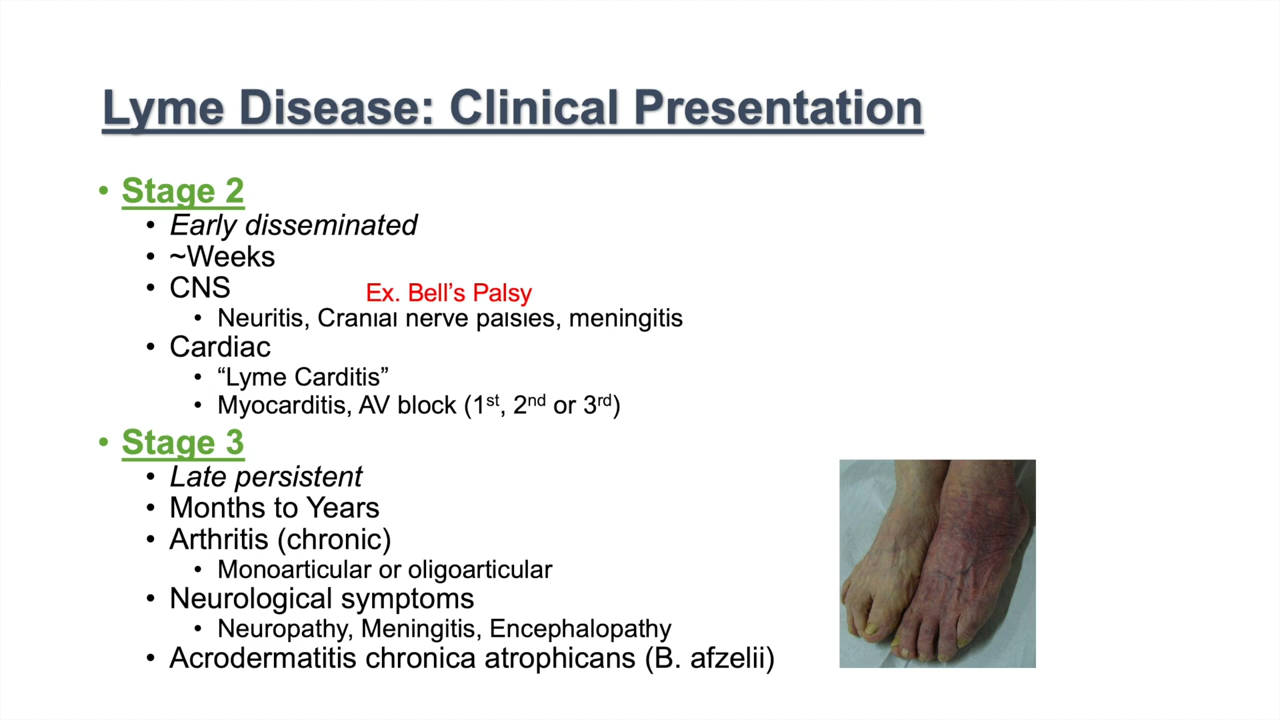 Lyme Disease: Clinical Presentation
• Stage 2
• Early disseminated
• ~Weeks
• CNS
Ex. Bell’s Palsy
• Neuritis, Cranial nerve palsies, meningitis
• Cardiac
• “Lyme Carditis”
• Myocarditis, AV block (1st, 2nd or 3rd)
• Stage 3
• Late persistent
• Months to Years
• Arthritis (chronic)
• Monoarticular or oligoarticular
• Neurological symptoms
• Neuropathy, Meningitis, Encephalopathy
• Acrodermatitis chronica atrophicans (B. afzelii)